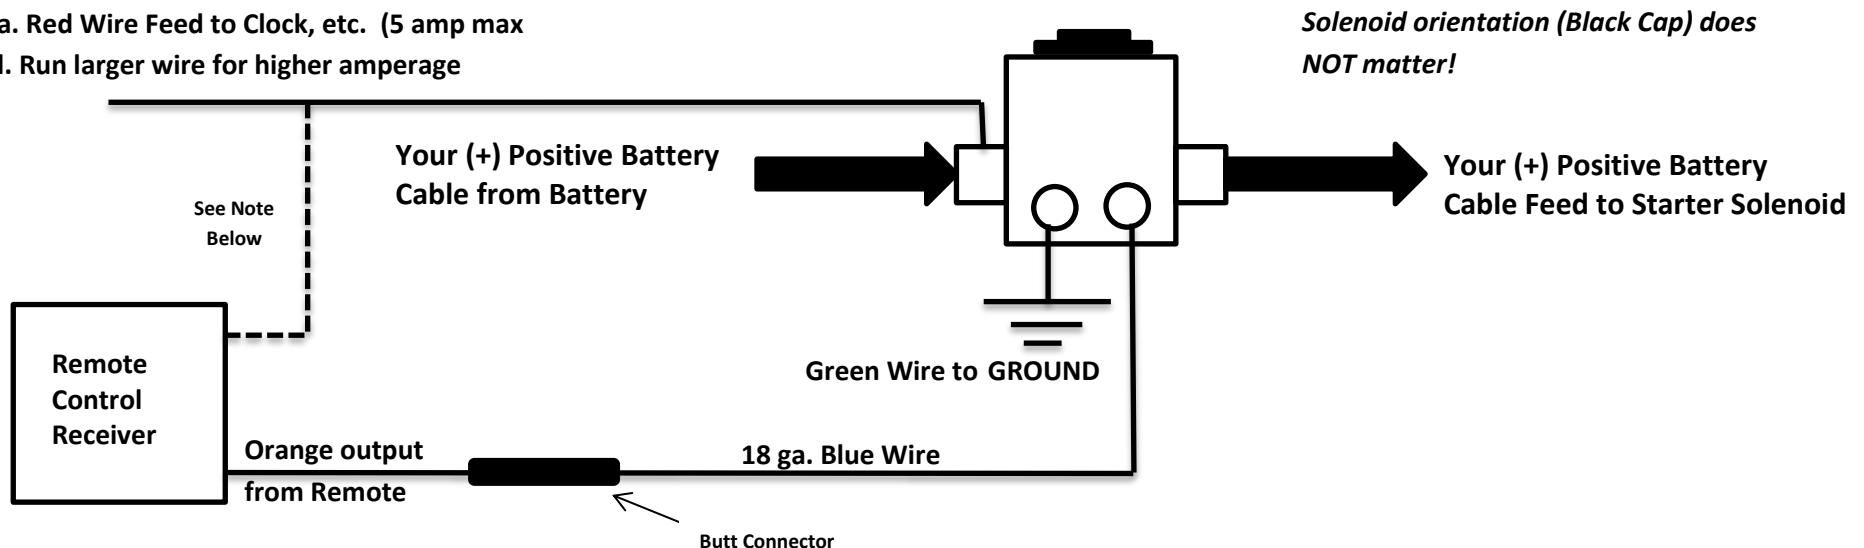 a. Red Wire Feed to Clock, etc.  (5 amp max
. Run larger wire for higher amperage
Solenoid orientation (Black Cap) does
NOT matter!
Your (+) Positive Battery
Cable from Battery
Your (+) Positive Battery
Cable Feed to Starter Solenoid
See Note
Below
Remote
Control
Receiver
Green Wire to GROUND
Orange output
from Remote
18 ga. Blue Wire
Butt Connector